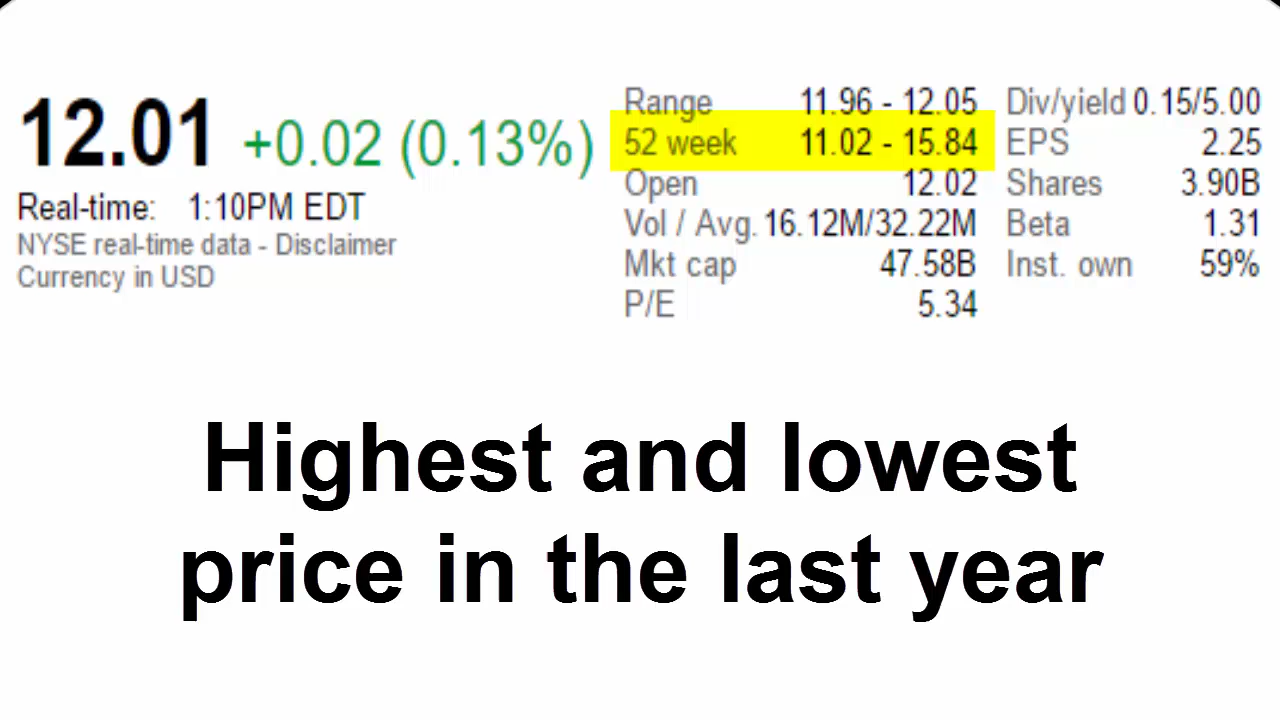 12.01 +0.02 (0.13%)
Real-time: 1:10PM EDT
NYSE real-time data - Disclaimer
Currency in USD
Range 11.96 - 12.05
52 week 11.02 - 15.84
Open 12.02
Vol / Avg. 16.12M/32.22M
Mkt cap 47.58B
P/E 5.34
Div/yield 0.15/5.00
EPS 2.25
Shares 3.90B
Beta 1.31
Inst. own 59%
Highest and lowest
price in the last year